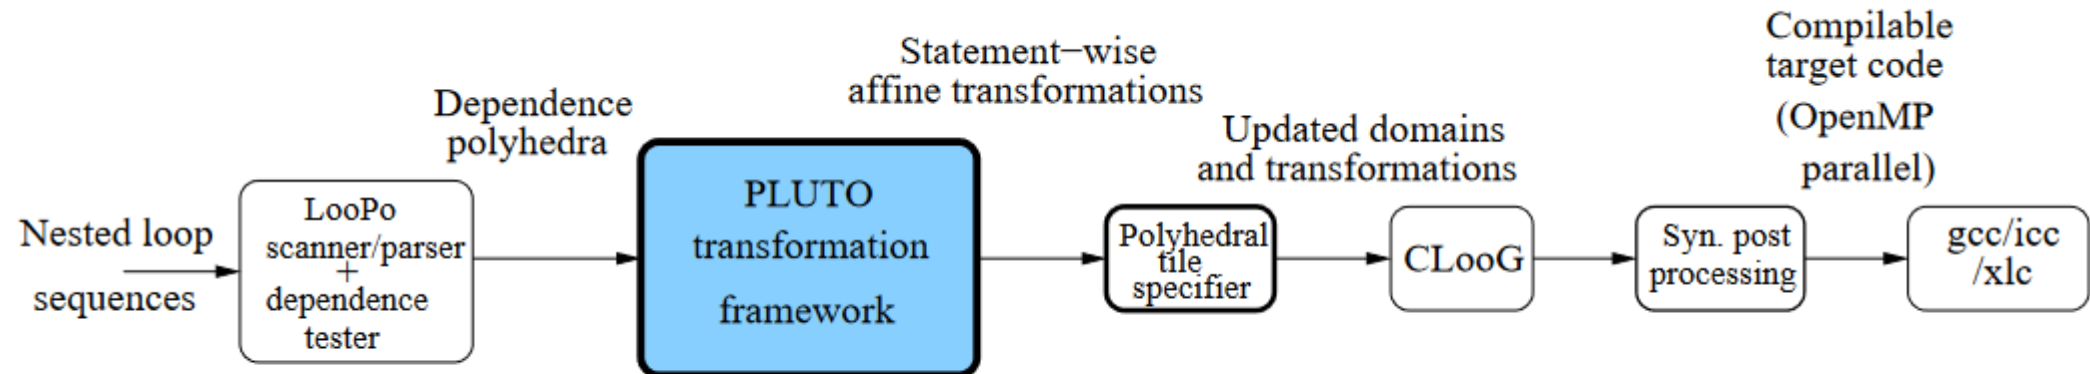 Nested loop
sequences
LooPo
scanner/parser
+
dependence
tester
Dependence
polyhedra
PLUTO
transformation
framework
Statement−wise
affine transformations
Polyhedral
tile
specifier
Updated domains
and transformations
CLooG
Syn. post
processing
Compilable
target code
(OpenMP
parallel)
gcc/icc
/xlc